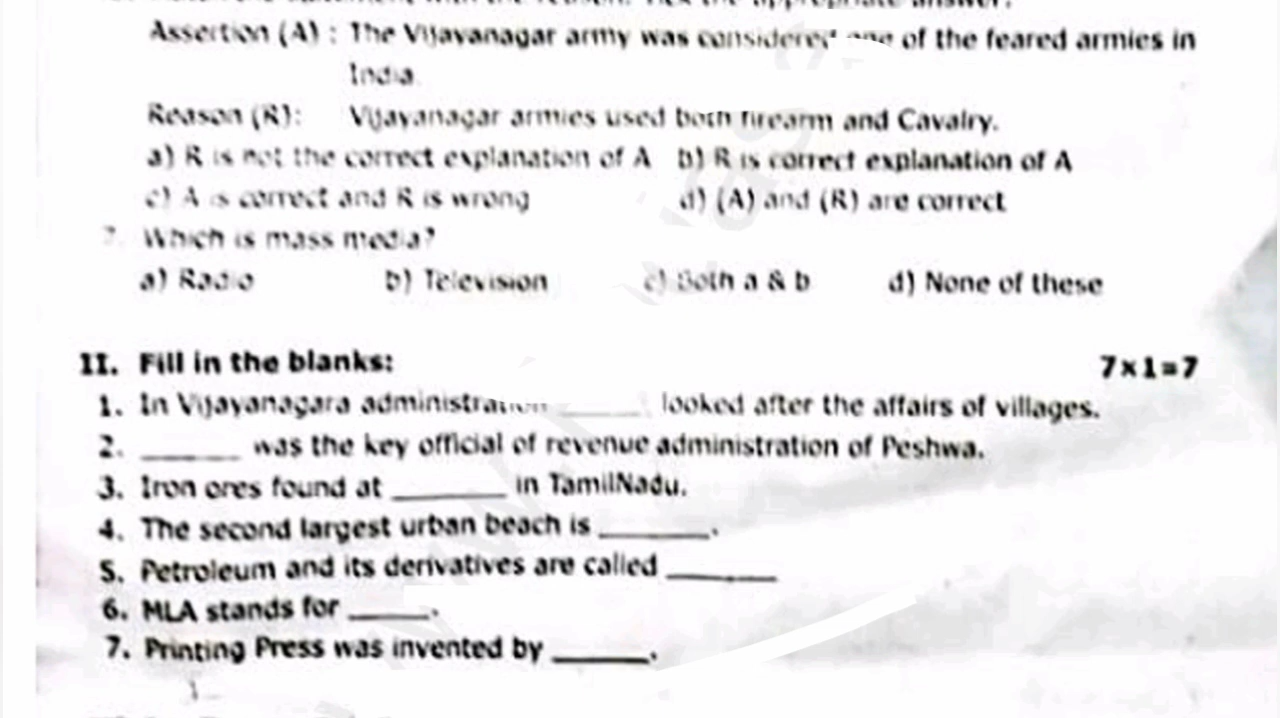 appropriate answer.
Assertion (A) : The Vijayanagar army was considered one of the feared armies in
India.
Reason (R): Vijayanagar armies used both firearm and Cavalry.
a) R is not the correct explanation of A b) R is correct explanation of A
c) A is correct and R is wrong d) (A) and (R) are correct
7. Which is mass media?
a) Radio b) Television c) Both a & b d) None of these
II. Fill in the blanks: 7x1=7
1. In Vijayanagara administration ______ looked after the affairs of villages.
2. ______ was the key official of revenue administration of Peshwa.
3. Iron ores found at ______ in TamilNadu.
4. The second largest urban beach is ______.
5. Petroleum and its derivatives are called ______
6. MLA stands for ______.
7. Printing Press was invented by ______.